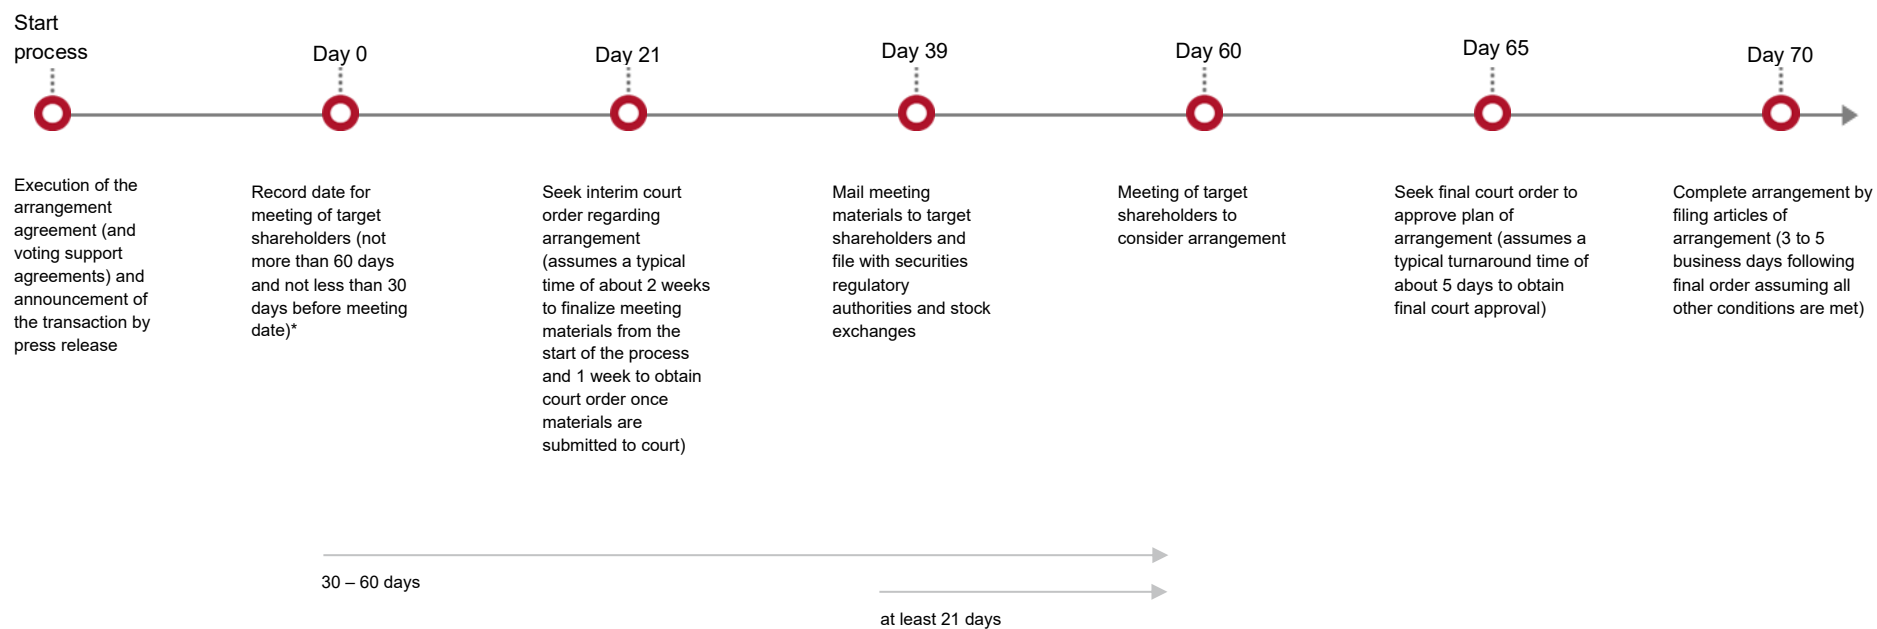 Start
process
Day 0
Day 21
Day 39
Day 60
Day 65
Day 70
Execution of the
arrangement
agreement (and
voting support
agreements) and
announcement of
the transaction by
press release
Record date for
meeting of target
shareholders (not
more than 60 days
and not less than 30
days before meeting
date)*
Seek interim court
order regarding
arrangement
(assumes a typical
time of about 2 weeks
to finalize meeting
materials from the
start of the process
and 1 week to obtain
court order once
materials are
submitted to court)
Mail meeting
materials to target
shareholders and
file with securities
regulatory
authorities and stock
exchanges
Meeting of target
shareholders to
consider arrangement
Seek final court order to
approve plan of
arrangement (assumes a
typical turnaround time of
about 5 days to obtain
final court approval)
Complete arrangement by
filing articles of
arrangement (3 to 5
business days following
final order assuming all
other conditions are met)
30 – 60 days
at least 21 days